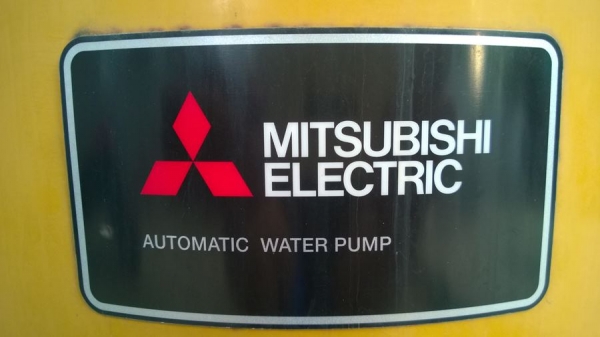 MITSUBISHI
ELECTRIC
AUTOMATIC WATER PUMP